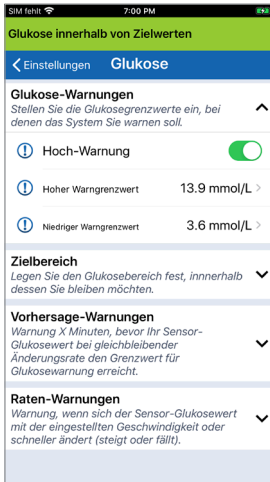 SIM fehlt 7:00 PM
Glukose innerhalb von Zielwerten
Einstellungen Glukose
Glukose-Warnungen
Stellen Sie die Glukosegrenzwerte ein, bei
denen das System Sie warnen soll.
Hoch-Warnung
Hoher Warngrenzwert 13.9 mmol/L
Niedriger Warngrenzwert 3.6 mmol/L
Zielbereich
Legen Sie den Glukosebereich fest, innnerhalb
dessen Sie bleiben möchten.
Vorhersage-Warnungen
Warnung X Minuten, bevor Ihr Sensor-
Glukosewert bei gleichbleibender
Änderungsrate den Grenzwert für
Glukosewarnung erreicht.
Raten-Warnungen
Warnung, wenn sich der Sensor-Glukosewert
mit der eingestellten Geschwindigkeit oder
schneller ändert (steigt oder fällt).